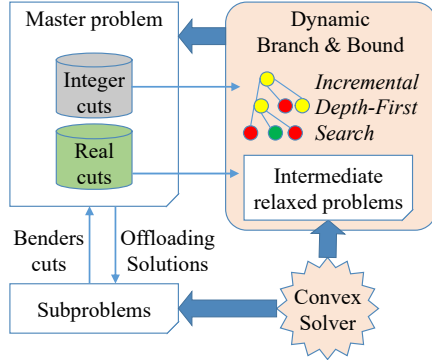 Master problem
Integer
cuts
Real
cuts
Dynamic
Branch & Bound
Incremental
Depth-First
Search
Intermediate
relaxed problems
Benders
cuts
Offloading
Solutions
Subproblems
Convex
Solver